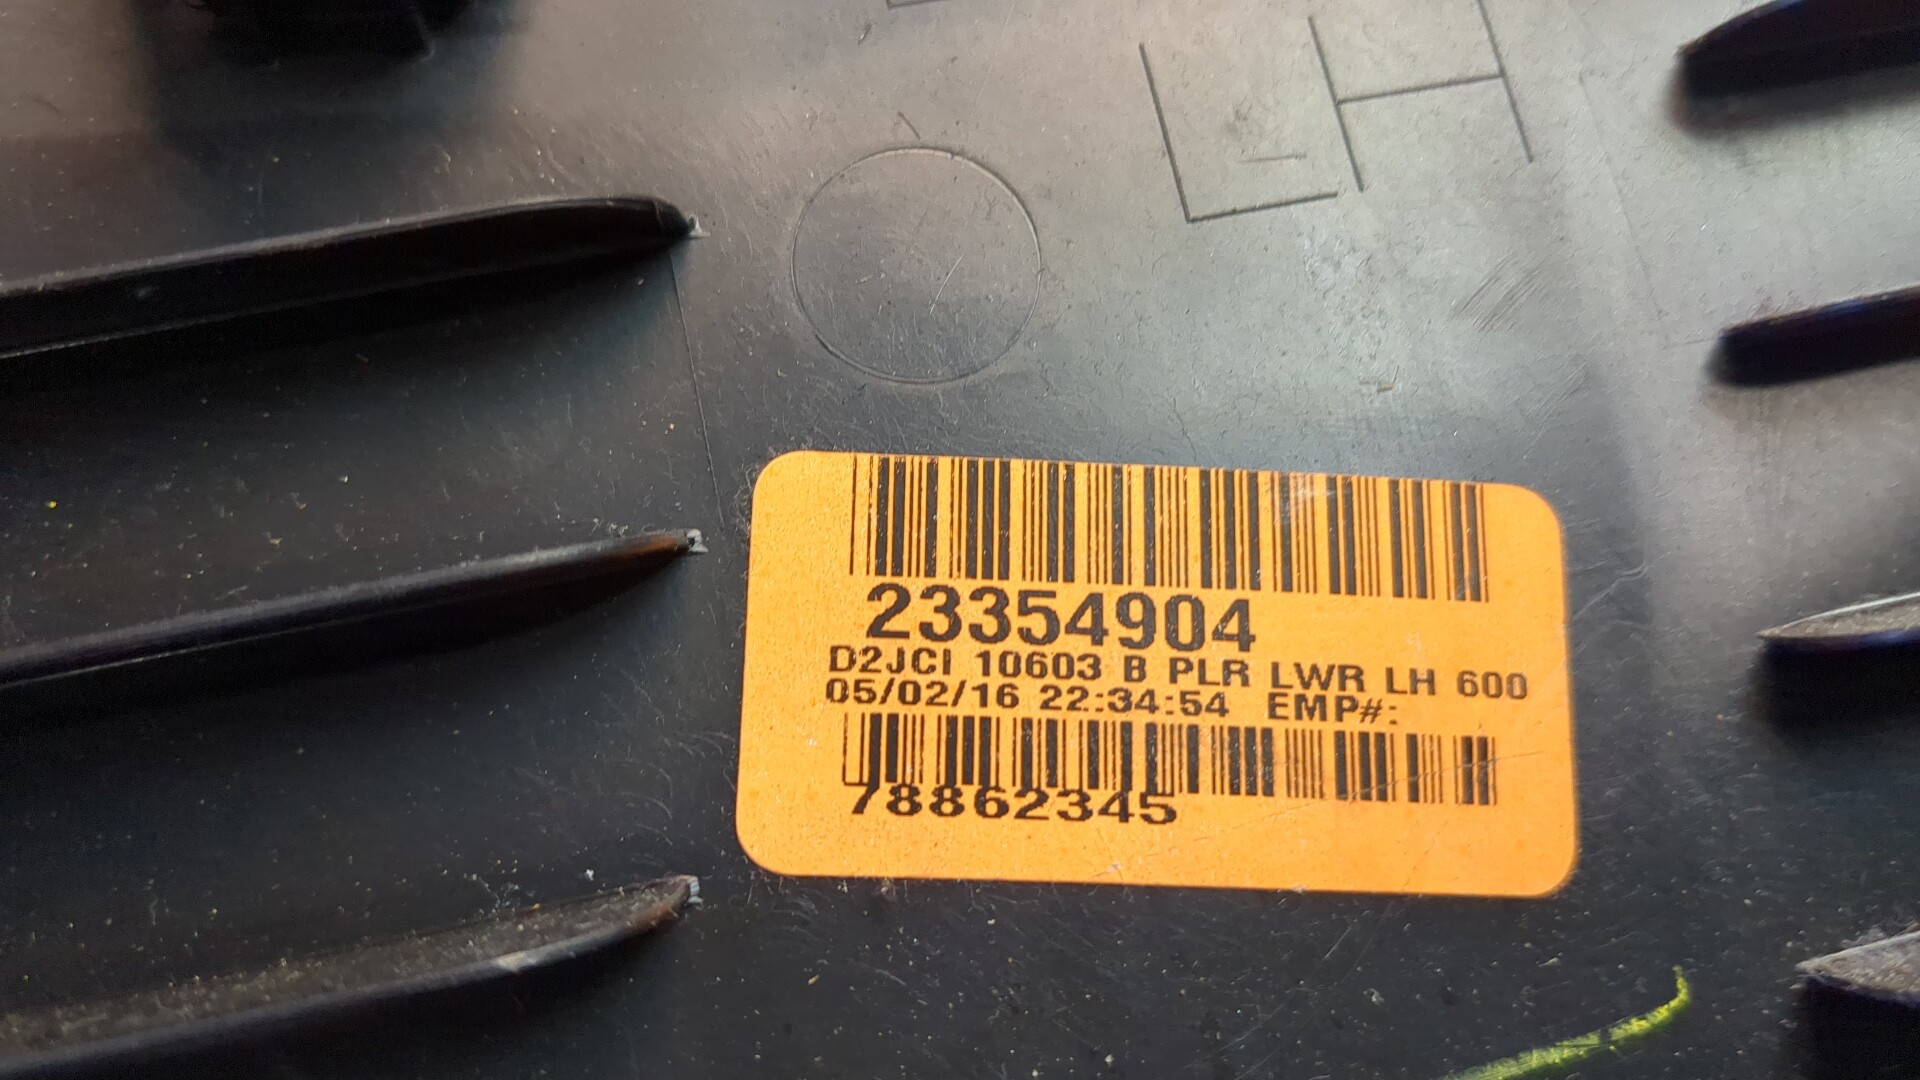 LH
23354904
D2JCI 10603 B PLR LWR LH 600
05/02/16 22:34:54 EMP#:
78862345